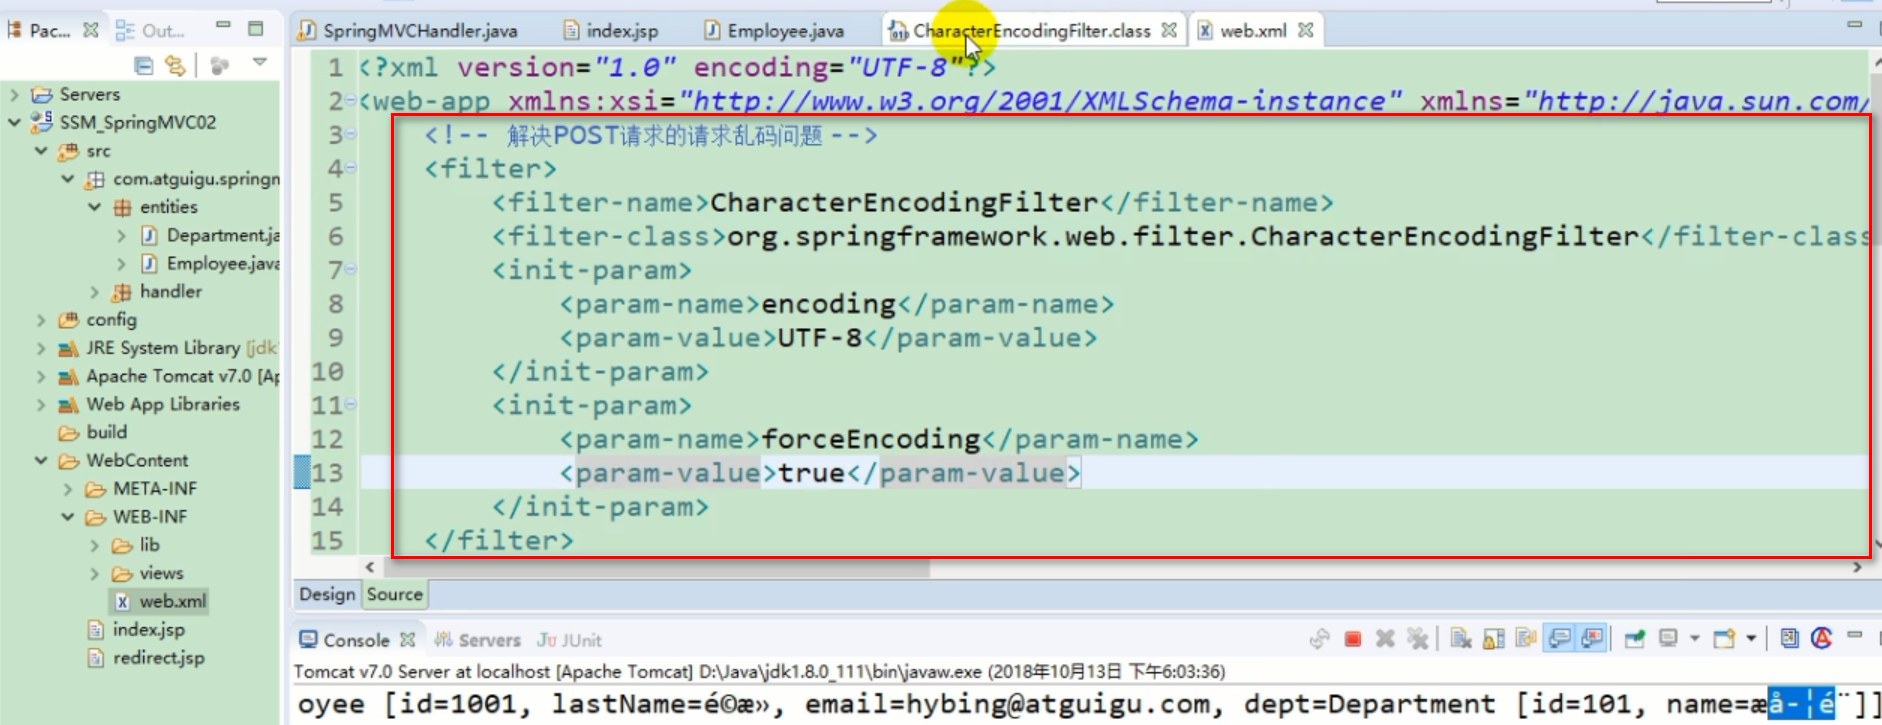 Pac...
Out...
SpringMVCHandler.java
index.jsp
Employee.java
CharacterEncodingFilter.class
web.xml
Servers
SSM_SpringMVC02
src
com.atguigu.springm
entities
Department.ja
Employee.java
handler
config
JRE System Library [jdk
Apache Tomcat v7.0 [Ap
Web App Libraries
build
WebContent
META-INF
WEB-INF
lib
views
web.xml
index.jsp
redirect.jsp
1 <?xml version="1.0" encoding="UTF-8"?>
2 <web-app xmlns:xsi="http://www.w3.org/2001/XMLSchema-instance" xmlns="http://java.sun.com/
3 <!-- 解决POST请求的请求乱码问题 -->
4 <filter>
5 <filter-name>CharacterEncodingFilter</filter-name>
6 <filter-class>org.springframework.web.filter.CharacterEncodingFilter</filter-class
7 <init-param>
8 <param-name>encoding</param-name>
9 <param-value>UTF-8</param-value>
10 </init-param>
11 <init-param>
12 <param-name>forceEncoding</param-name>
13 <param-value>true</param-value>
14 </init-param>
15 </filter>
Design Source
Console Servers JUnit
Tomcat v7.0 Server at localhost [Apache Tomcat] D:\Java\jdk1.8.0_111\bin\javaw.exe (2018年10月13日 下午6:03:36)
oyee [id=1001, lastName=é©æ», email=hybing@atguigu.com, dept=Department [id=101, name=æå-¦é¨]]